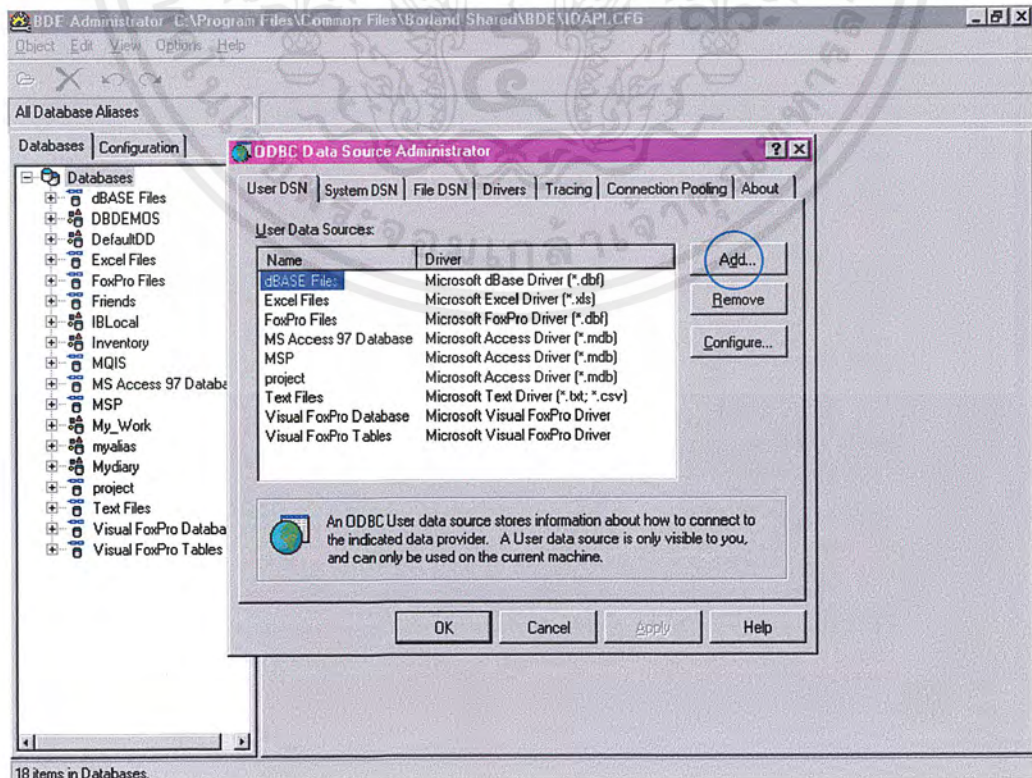 BDE Administrator C:\Program Files\Common Files\Borland Shared\BDE\IDAPI.CFG
Object Edit View Options Help
All Database Aliases
Databases Configuration
Databases
dBASE Files
DBDEMOS
DefaultDD
Excel Files
FoxPro Files
Friends
IBLocal
Inventory
MQIS
MS Access 97 Databa
MSP
My_Work
myalias
Mydiary
project
Text Files
Visual FoxPro Databa
Visual FoxPro Tables
18 items in Databases.
ODBC Data Source Administrator
User DSN System DSN File DSN Drivers Tracing Connection Pooling About
User Data Sources:
Name Driver
dBASE Files Microsoft dBase Driver (*.dbf)
Excel Files Microsoft Excel Driver (*.xls)
FoxPro Files Microsoft FoxPro Driver (*.dbf)
MS Access 97 Database Microsoft Access Driver (*.mdb)
MSP Microsoft Access Driver (*.mdb)
project Microsoft Access Driver (*.mdb)
Text Files Microsoft Text Driver (*.txt; *.csv)
Visual FoxPro Database Microsoft Visual FoxPro Driver
Visual FoxPro Tables Microsoft Visual FoxPro Driver
Add...
Remove
Configure...
An ODBC User data source stores information about how to connect to
the indicated data provider. A User data source is only visible to you,
and can only be used on the current machine.
OK Cancel Apply Help